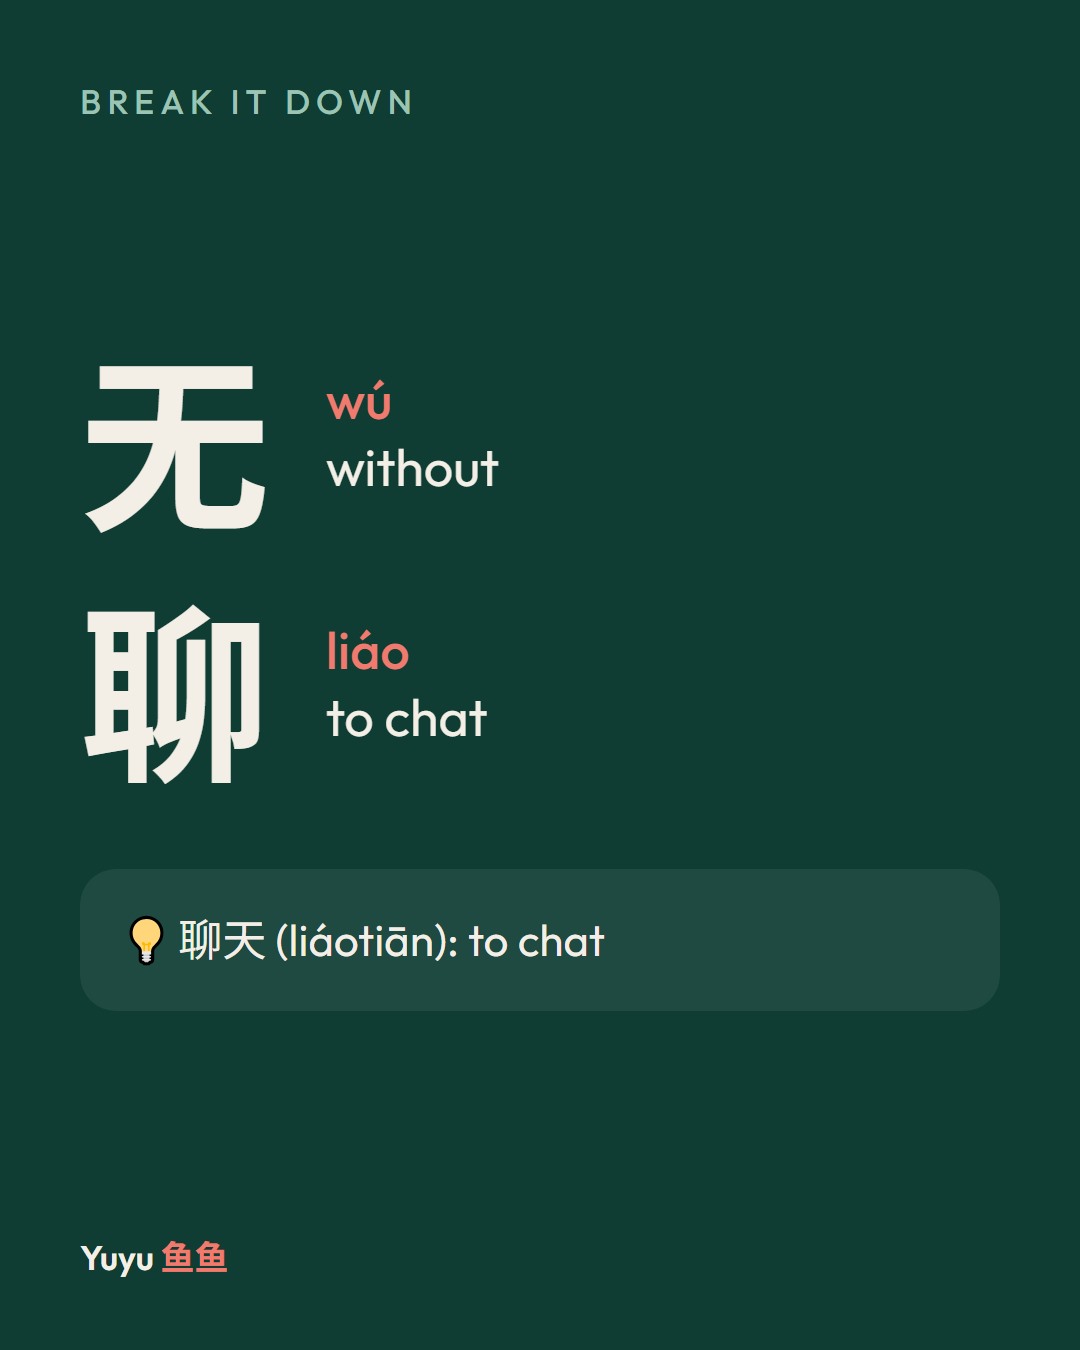 BREAK IT DOWN
无
wú
without
聊
liáo
to chat
💡 聊天 (liáotiān): to chat
Yuyu 鱼鱼